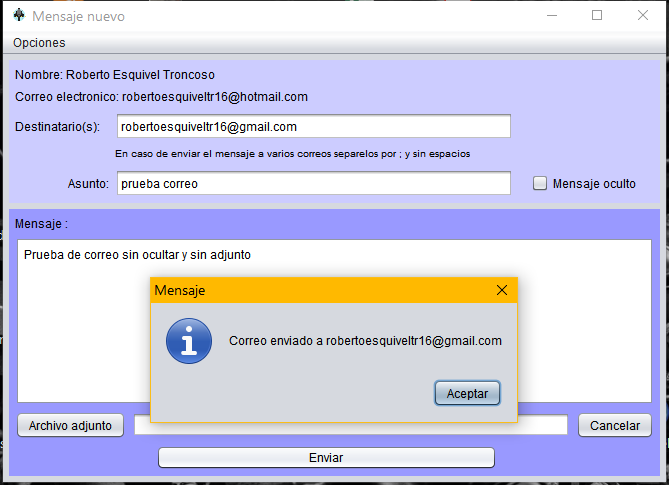 Mensaje nuevo
Opciones
Nombre: Roberto Esquivel Troncoso
Correo electronico: robertoesquiveltr16@hotmail.com
Destinatario(s): robertoesquiveltr16@gmail.com
En caso de enviar el mensaje a varios correos separelos por ; y sin espacios
Asunto: prueba correo Mensaje oculto
Mensaje :
Prueba de correo sin ocultar y sin adjunto
Mensaje
Correo enviado a robertoesquiveltr16@gmail.com
Aceptar
Archivo adjunto Cancelar
Enviar